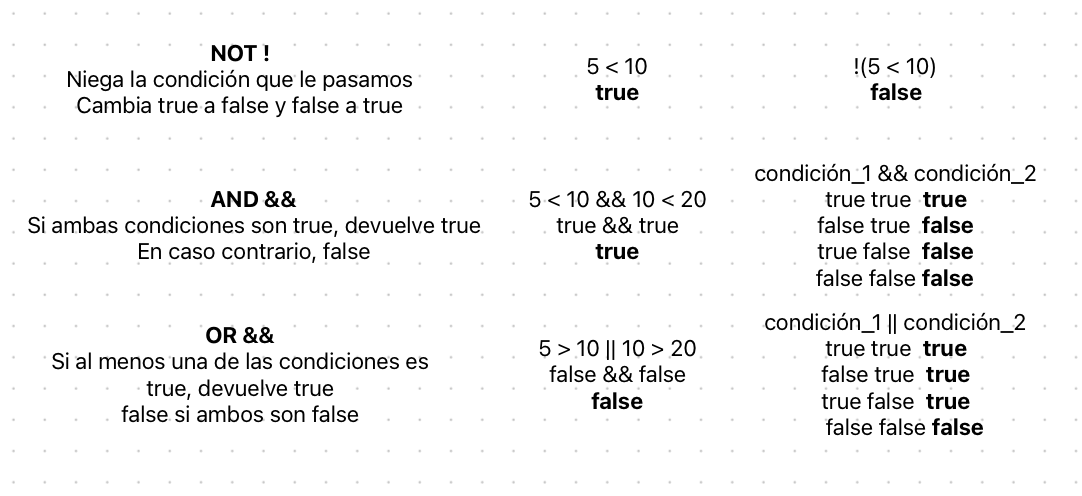 NOT !
Niega la condición que le pasamos
Cambia true a false y false a true
5 < 10
true
!(5 < 10)
false
AND &&
Si ambas condiciones son true, devuelve true
En caso contrario, false
5 < 10 && 10 < 20
true && true
true
condición_1 && condición_2
true true true
false true false
true false false
false false false
OR &&
Si al menos una de las condiciones es
true, devuelve true
false si ambos son false
5 > 10 || 10 > 20
false && false
false
condición_1 || condición_2
true true true
false true true
true false true
false false false